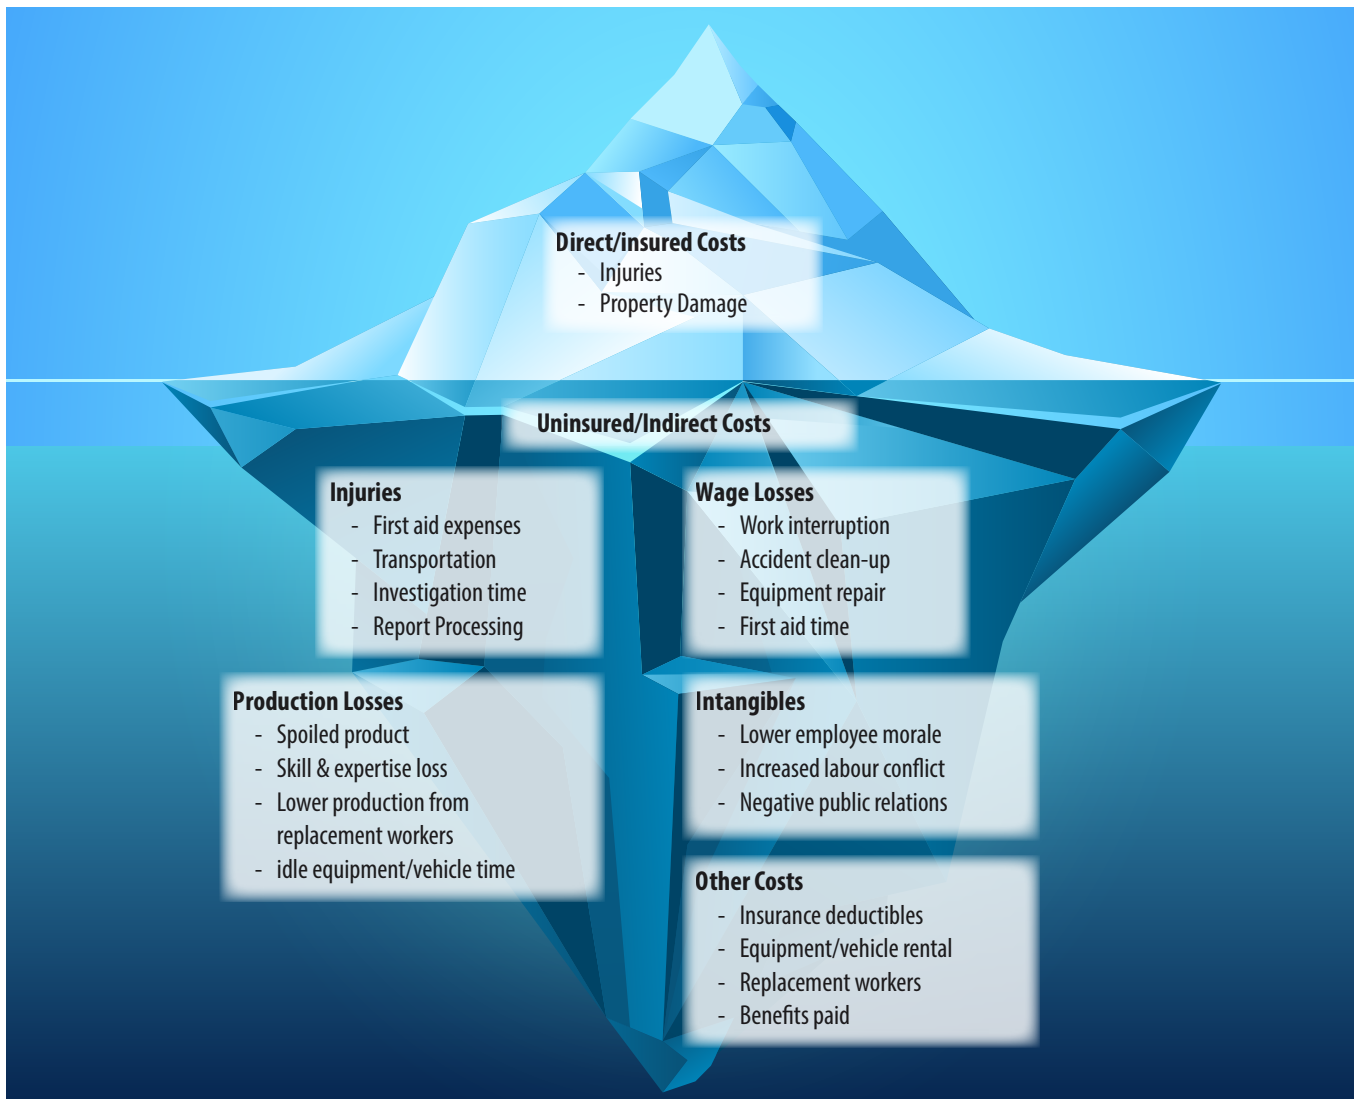 Direct/insured Costs
- Injuries
- Property Damage
Uninsured/Indirect Costs
Injuries
- First aid expenses
- Transportation
- Investigation time
- Report Processing
Wage Losses
- Work interruption
- Accident clean-up
- Equipment repair
- First aid time
Production Losses
- Spoiled product
- Skill & expertise loss
- Lower production from
replacement workers
- idle equipment/vehicle time
Intangibles
- Lower employee morale
- Increased labour conflict
- Negative public relations
Other Costs
- Insurance deductibles
- Equipment/vehicle rental
- Replacement workers
- Benefits paid